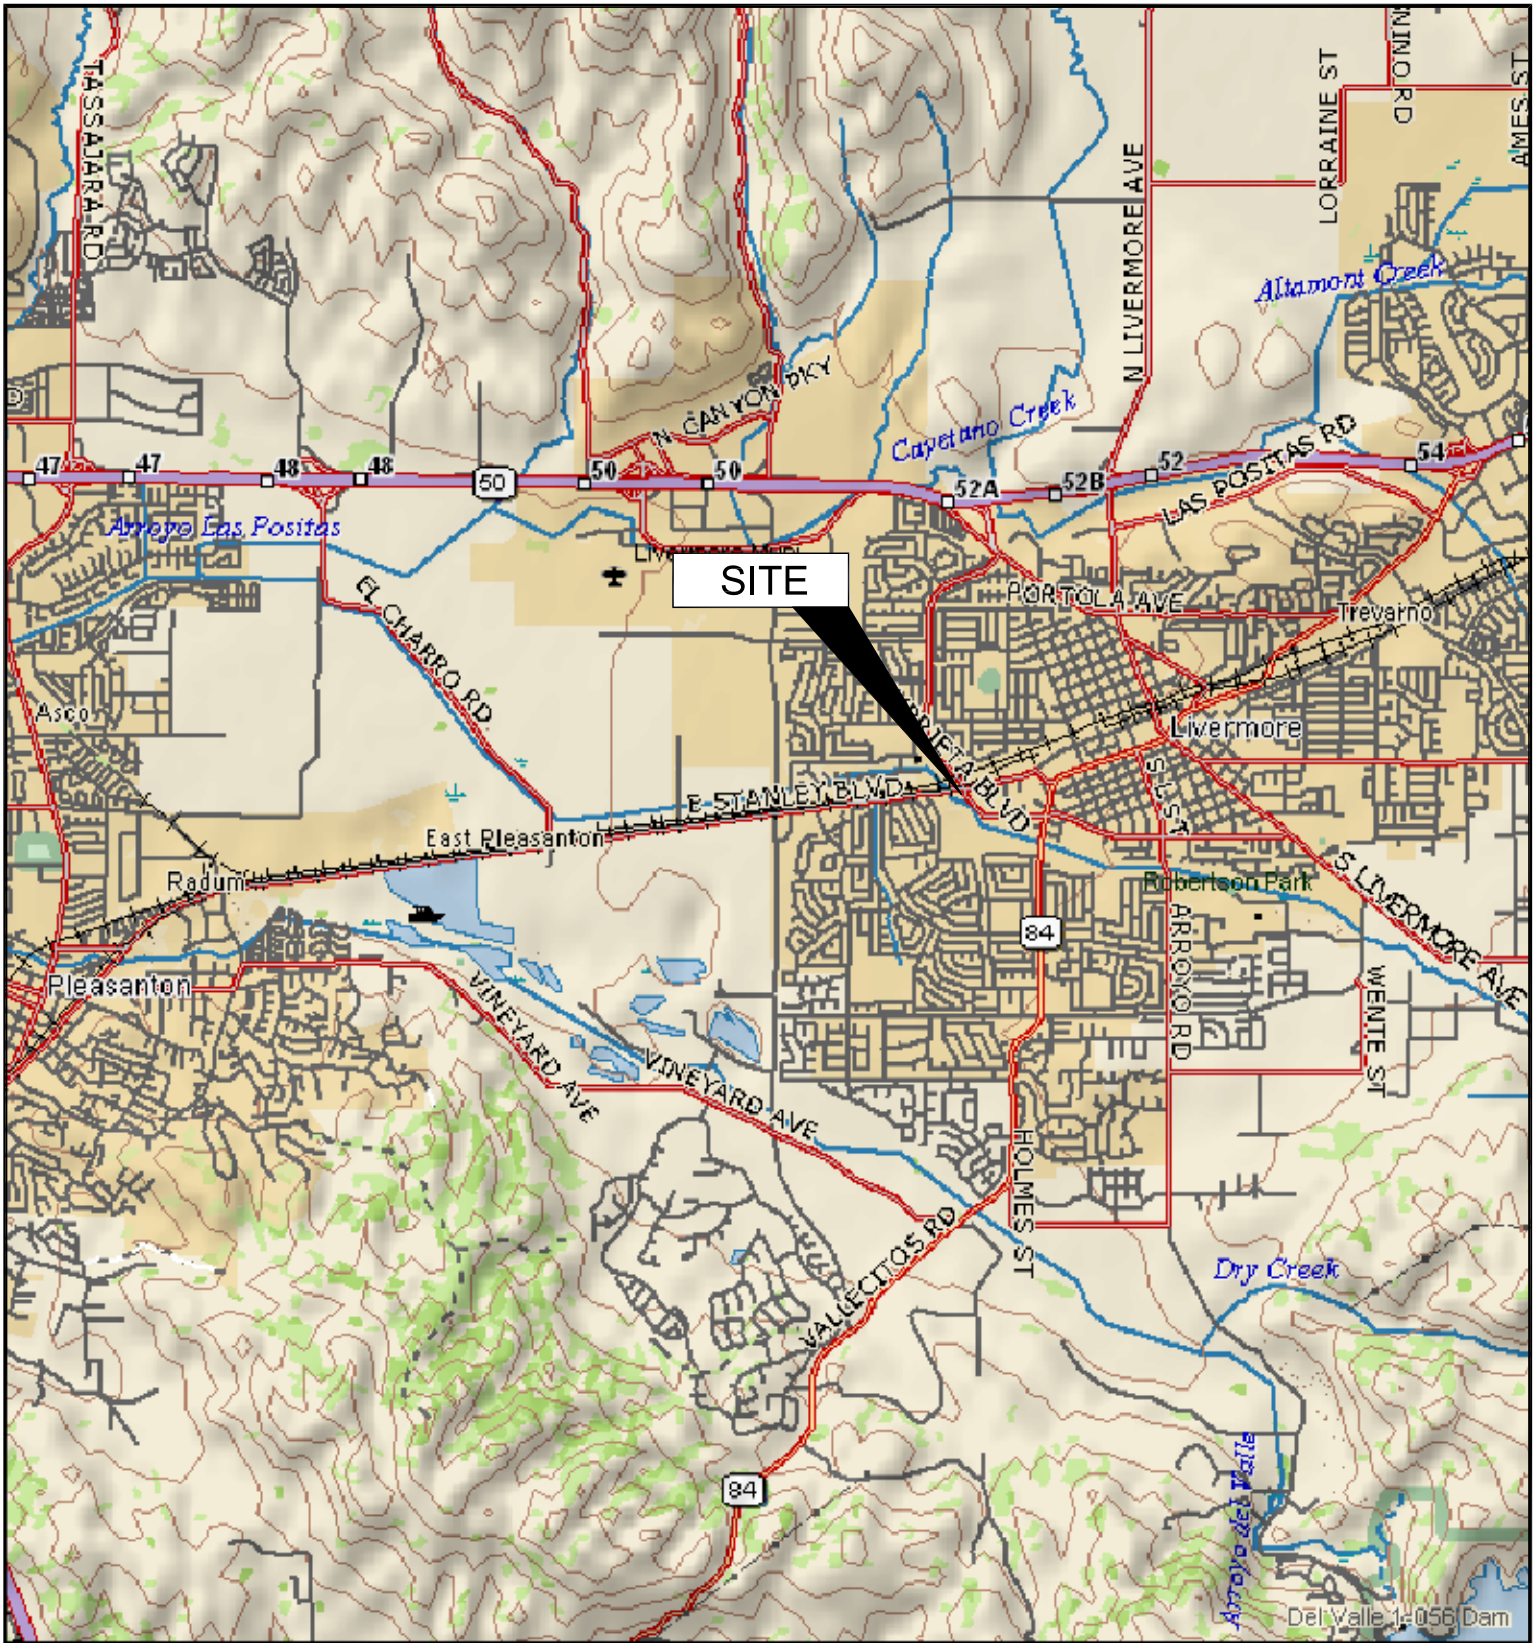 TASSAJARA RD
LORRAINE ST
AMES ST
N LIVERMORE AVE
Altamont Creek
N CANYON PKY
Cayetano Creek
LAS POSITAS RD
47
47
48
48
50
50
50
52A
52B
52
54
Arroyo Las Positas
SITE
EL CHARRO RD
PORTOLA AVE
Trevarno
Asco
Livermore
BLVD
E STANLEY BLVD
S L ST
East Pleasanton
Radum
Robertson Park
S LIVERMORE AVE
84
ARROYO RD
WENTE ST
Pleasanton
VINEYARD AVE
VINEYARD AVE
HOLMES ST
VALLECITOS RD
Dry Creek
84
Arroyo del Valle
Del Valle 1-056 Dam